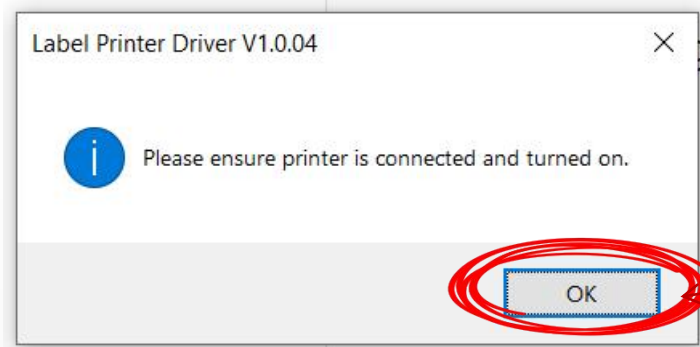 Label Printer Driver V1.0.04
Please ensure printer is connected and turned on.
OK